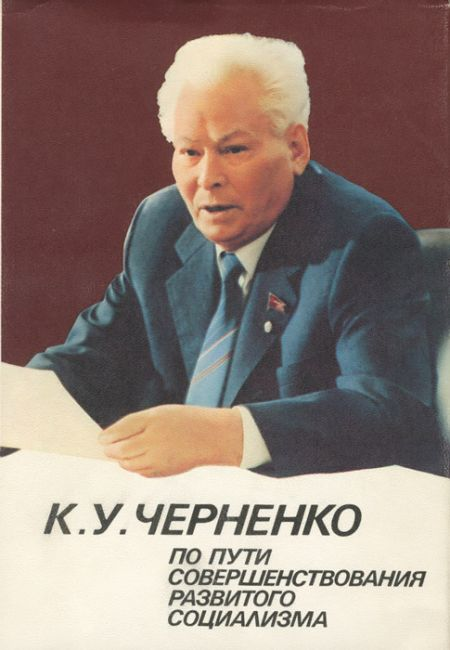 К.У.ЧЕРНЕНКО
ПО ПУТИ
СОВЕРШЕНСТВОВАНИЯ
РАЗВИТОГО
СОЦИАЛИЗМА